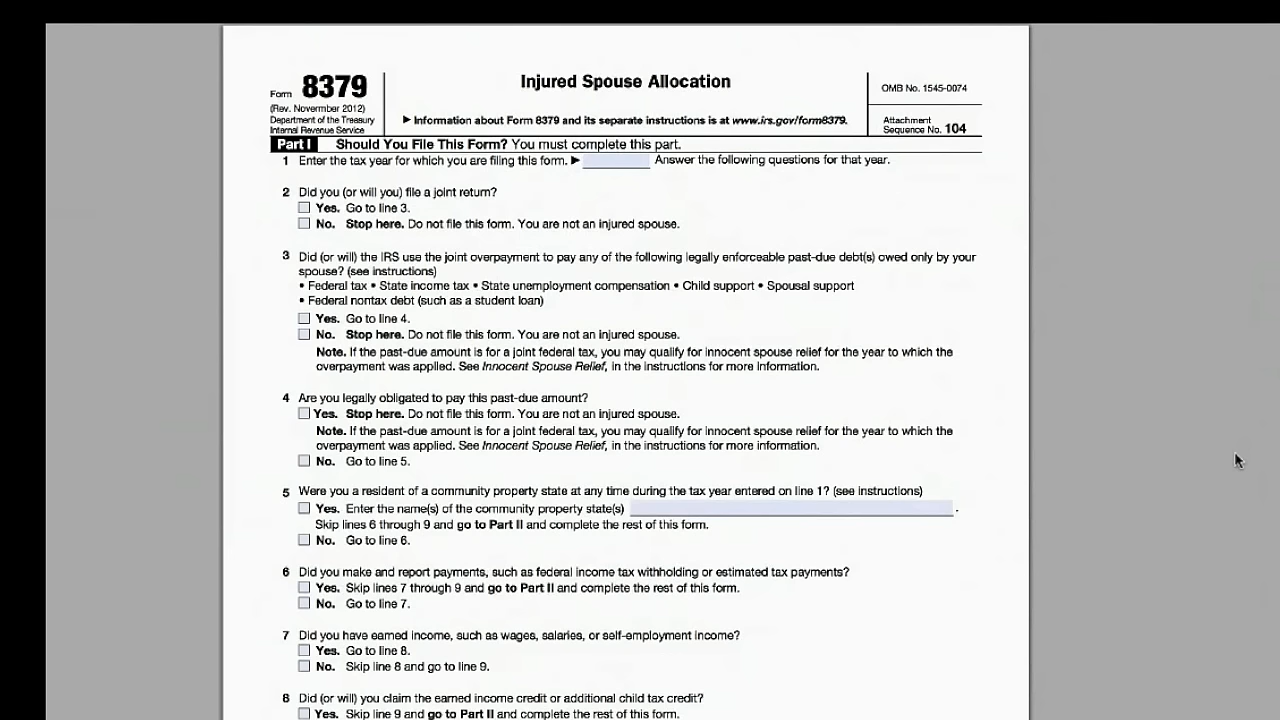 Form 8379
(Rev. November 2012)
Department of the Treasury
Internal Revenue Service
Injured Spouse Allocation
▶ Information about Form 8379 and its separate instructions is at www.irs.gov/form8379.
OMB No. 1545-0074
Attachment
Sequence No. 104
Part I Should You File This Form? You must complete this part.
1 Enter the tax year for which you are filing this form. ▶ Answer the following questions for that year.
2 Did you (or will you) file a joint return?
Yes. Go to line 3.
No. Stop here. Do not file this form. You are not an injured spouse.
3 Did (or will) the IRS use the joint overpayment to pay any of the following legally enforceable past-due debt(s) owed only by your
spouse? (see instructions)
• Federal tax • State income tax • State unemployment compensation • Child support • Spousal support
• Federal nontax debt (such as a student loan)
Yes. Go to line 4.
No. Stop here. Do not file this form. You are not an injured spouse.
Note. If the past-due amount is for a joint federal tax, you may qualify for innocent spouse relief for the year to which the
overpayment was applied. See Innocent Spouse Relief, in the instructions for more information.
4 Are you legally obligated to pay this past-due amount?
Yes. Stop here. Do not file this form. You are not an injured spouse.
Note. If the past-due amount is for a joint federal tax, you may qualify for innocent spouse relief for the year to which the
overpayment was applied. See Innocent Spouse Relief, in the instructions for more information.
No. Go to line 5.
5 Were you a resident of a community property state at any time during the tax year entered on line 1? (see instructions)
Yes. Enter the name(s) of the community property state(s) .
Skip lines 6 through 9 and go to Part II and complete the rest of this form.
No. Go to line 6.
6 Did you make and report payments, such as federal income tax withholding or estimated tax payments?
Yes. Skip lines 7 through 9 and go to Part II and complete the rest of this form.
No. Go to line 7.
7 Did you have earned income, such as wages, salaries, or self-employment income?
Yes. Go to line 8.
No. Skip line 8 and go to line 9.
8 Did (or will) you claim the earned income credit or additional child tax credit?
Yes. Skip line 9 and go to Part II and complete the rest of this form.